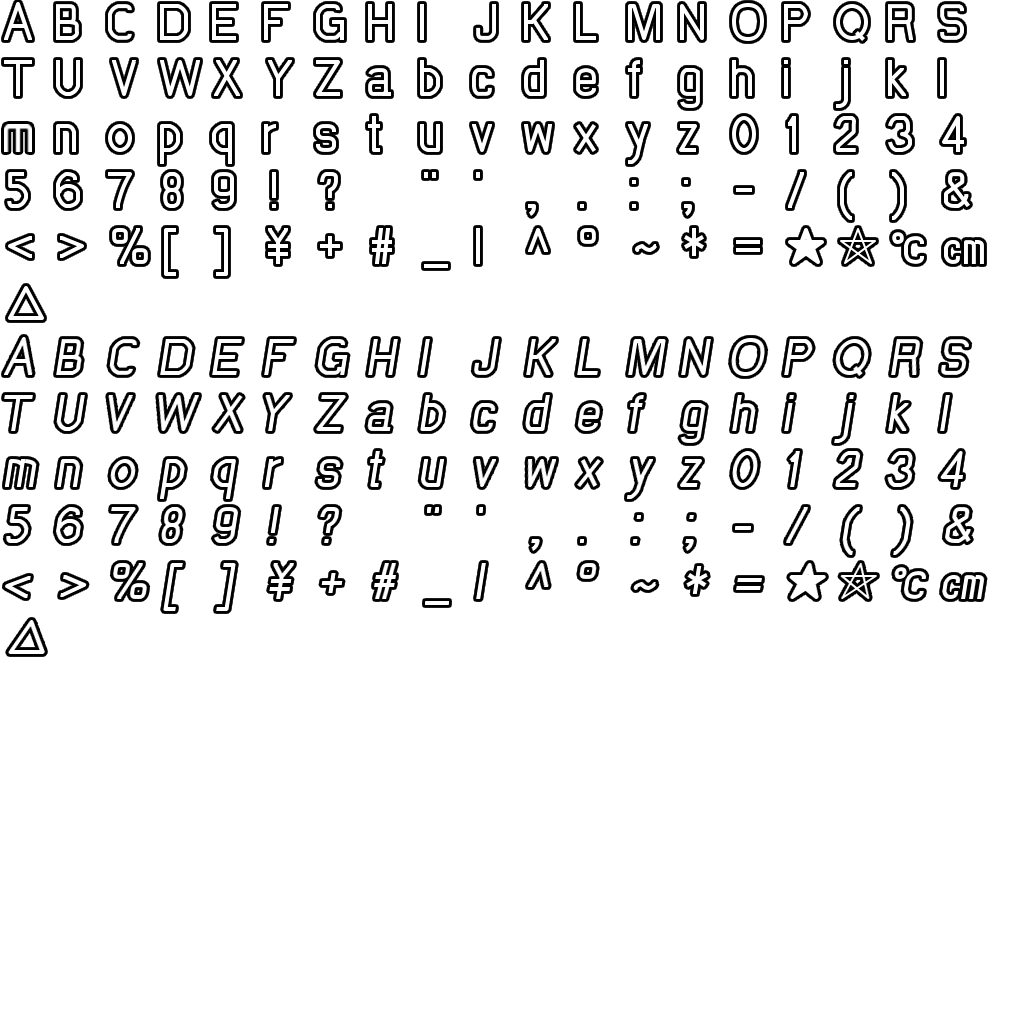 A B C D E F G H I J K L M N O P Q R S
T U V W X Y Z a b c d e f g h i j k l
m n o p q r s t u v w x y z 0 1 2 3 4
5 6 7 8 9 ! ? " ' , . : ; - / ( ) &
< > % [ ] ¥ + # _ | ^ ° ~ * = ☆ ⛤ ℃ ㎝
△
A B C D E F G H I J K L M N O P Q R S
T U V W X Y Z a b c d e f g h i j k l
m n o p q r s t u v w x y z 0 1 2 3 4
5 6 7 8 9 ! ? " ' , . : ; - / ( ) &
< > % [ ] ¥ + # _ | ^ ° ~ * = ☆ ⛤ ℃ ㎝
△